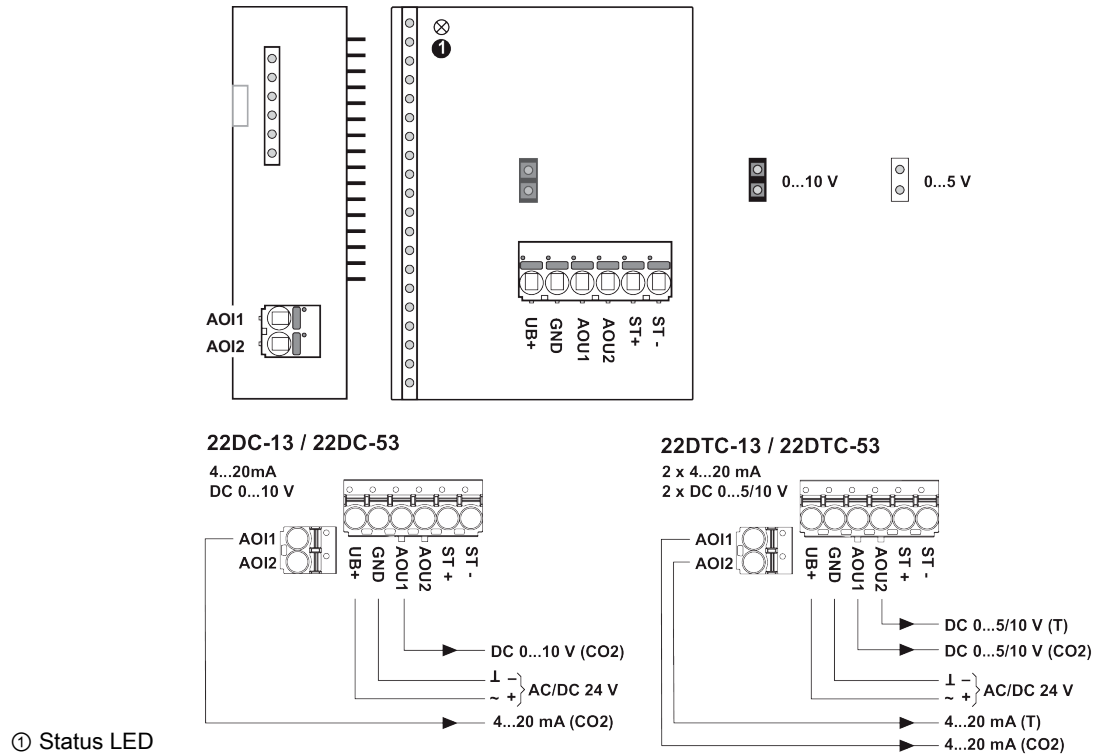 1
0...10 V
0...5 V
AOI1
AOI2
UB+
GND
AOU1
AOU2
ST+
ST -
22DC-13 / 22DC-53
4...20mA
DC 0...10 V
AOI1
AOI2
UB+
GND
AOU1
AOU2
ST +
ST -
DC 0...10 V (CO2)
⊥ –
~ + } AC/DC 24 V
4...20 mA (CO2)
22DTC-13 / 22DTC-53
2 x 4...20 mA
2 x DC 0...5/10 V
AOI1
AOI2
UB+
GND
AOU1
AOU2
ST +
ST -
DC 0...5/10 V (T)
DC 0...5/10 V (CO2)
⊥ –
~ + } AC/DC 24 V
4...20 mA (T)
4...20 mA (CO2)
① Status LED